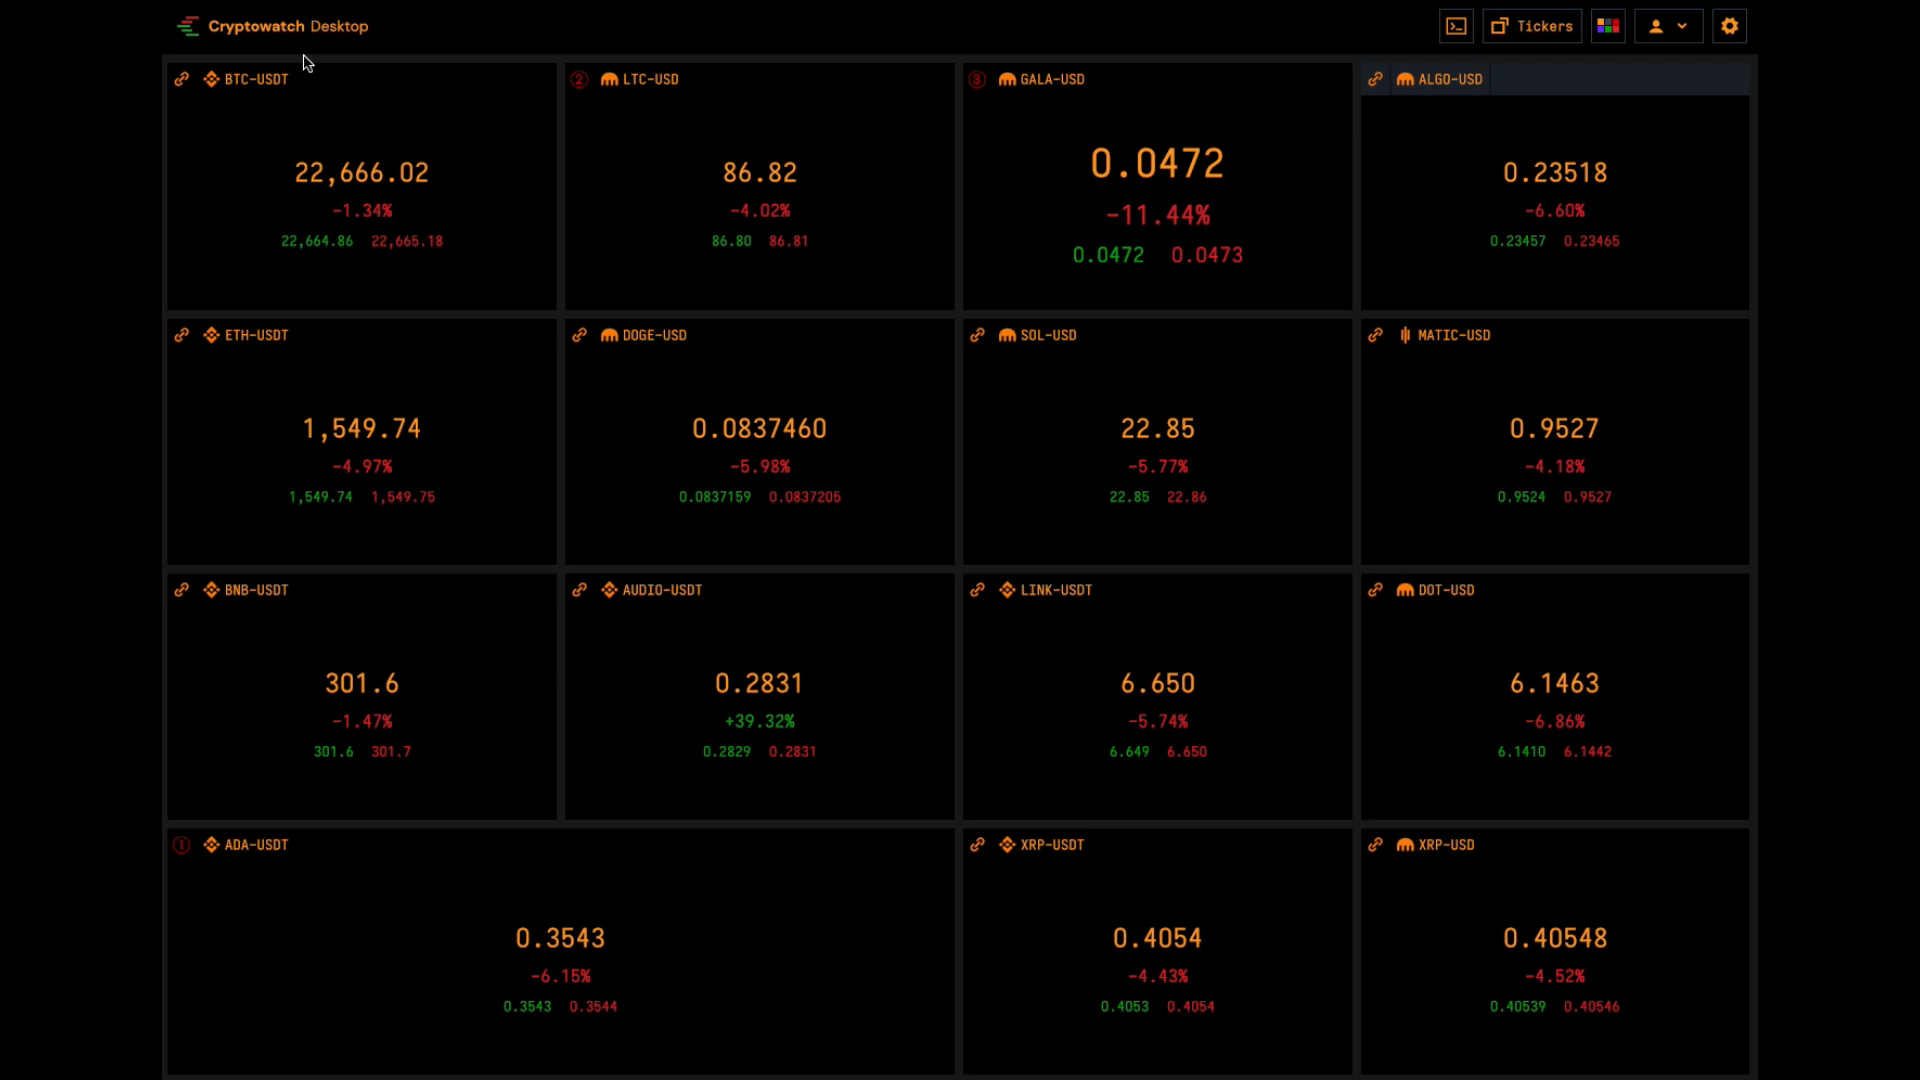 Cryptowatch Desktop
Tickers
BTC-USDT
22,666.02
-1.34%
22,664.86 22,665.18
② LTC-USD
86.82
-4.02%
86.80 86.81
③ GALA-USD
0.0472
-11.44%
0.0472 0.0473
ALGO-USD
0.23518
-6.60%
0.23457 0.23465
ETH-USDT
1,549.74
-4.97%
1,549.74 1,549.75
DOGE-USD
0.0837460
-5.98%
0.0837159 0.0837205
SOL-USD
22.85
-5.77%
22.85 22.86
MATIC-USD
0.9527
-4.18%
0.9524 0.9527
BNB-USDT
301.6
-1.47%
301.6 301.7
AUDIO-USDT
0.2831
+39.32%
0.2829 0.2831
LINK-USDT
6.650
-5.74%
6.649 6.650
DOT-USD
6.1463
-6.86%
6.1410 6.1442
① ADA-USDT
0.3543
-6.15%
0.3543 0.3544
XRP-USDT
0.4054
-4.43%
0.4053 0.4054
XRP-USD
0.40548
-4.52%
0.40539 0.40546